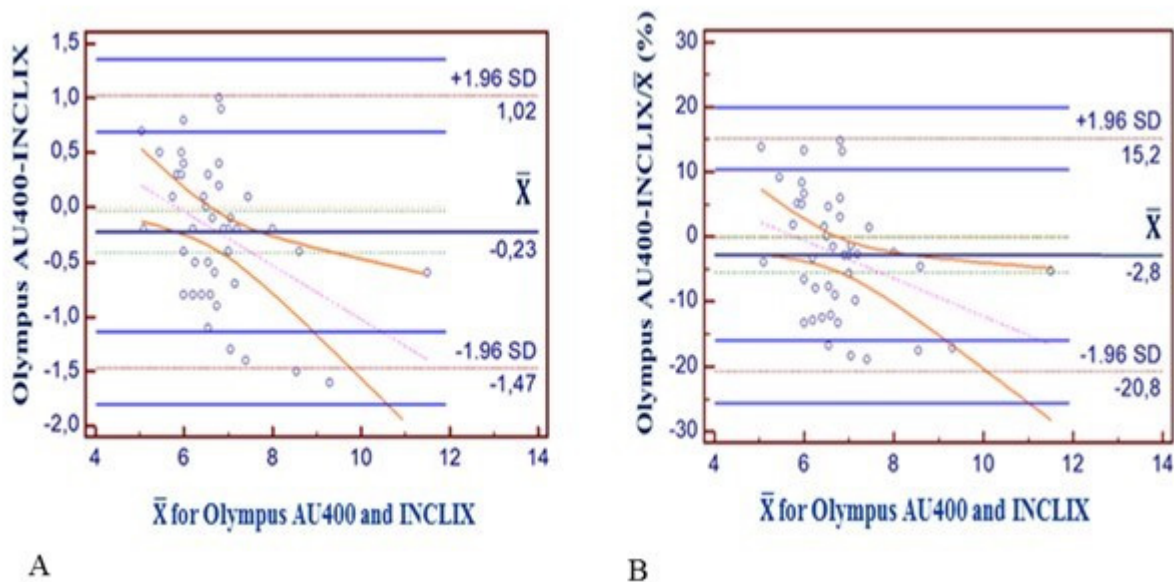 Olympus AU400-INCLIX
1,5
1,0
0,5
0,0
-0,5
-1,0
-1,5
-2,0
+1.96 SD
1,02
X̅
-0,23
-1.96 SD
-1,47
4 6 8 10 12 14
X̅ for Olympus AU400 and INCLIX
A
Olympus AU400-INCLIX/X̅ (%)
30
20
10
0
-10
-20
-30
+1.96 SD
15,2
X̅
-2,8
-1.96 SD
-20,8
4 6 8 10 12 14
X̅ for Olympus AU400 and INCLIX
B